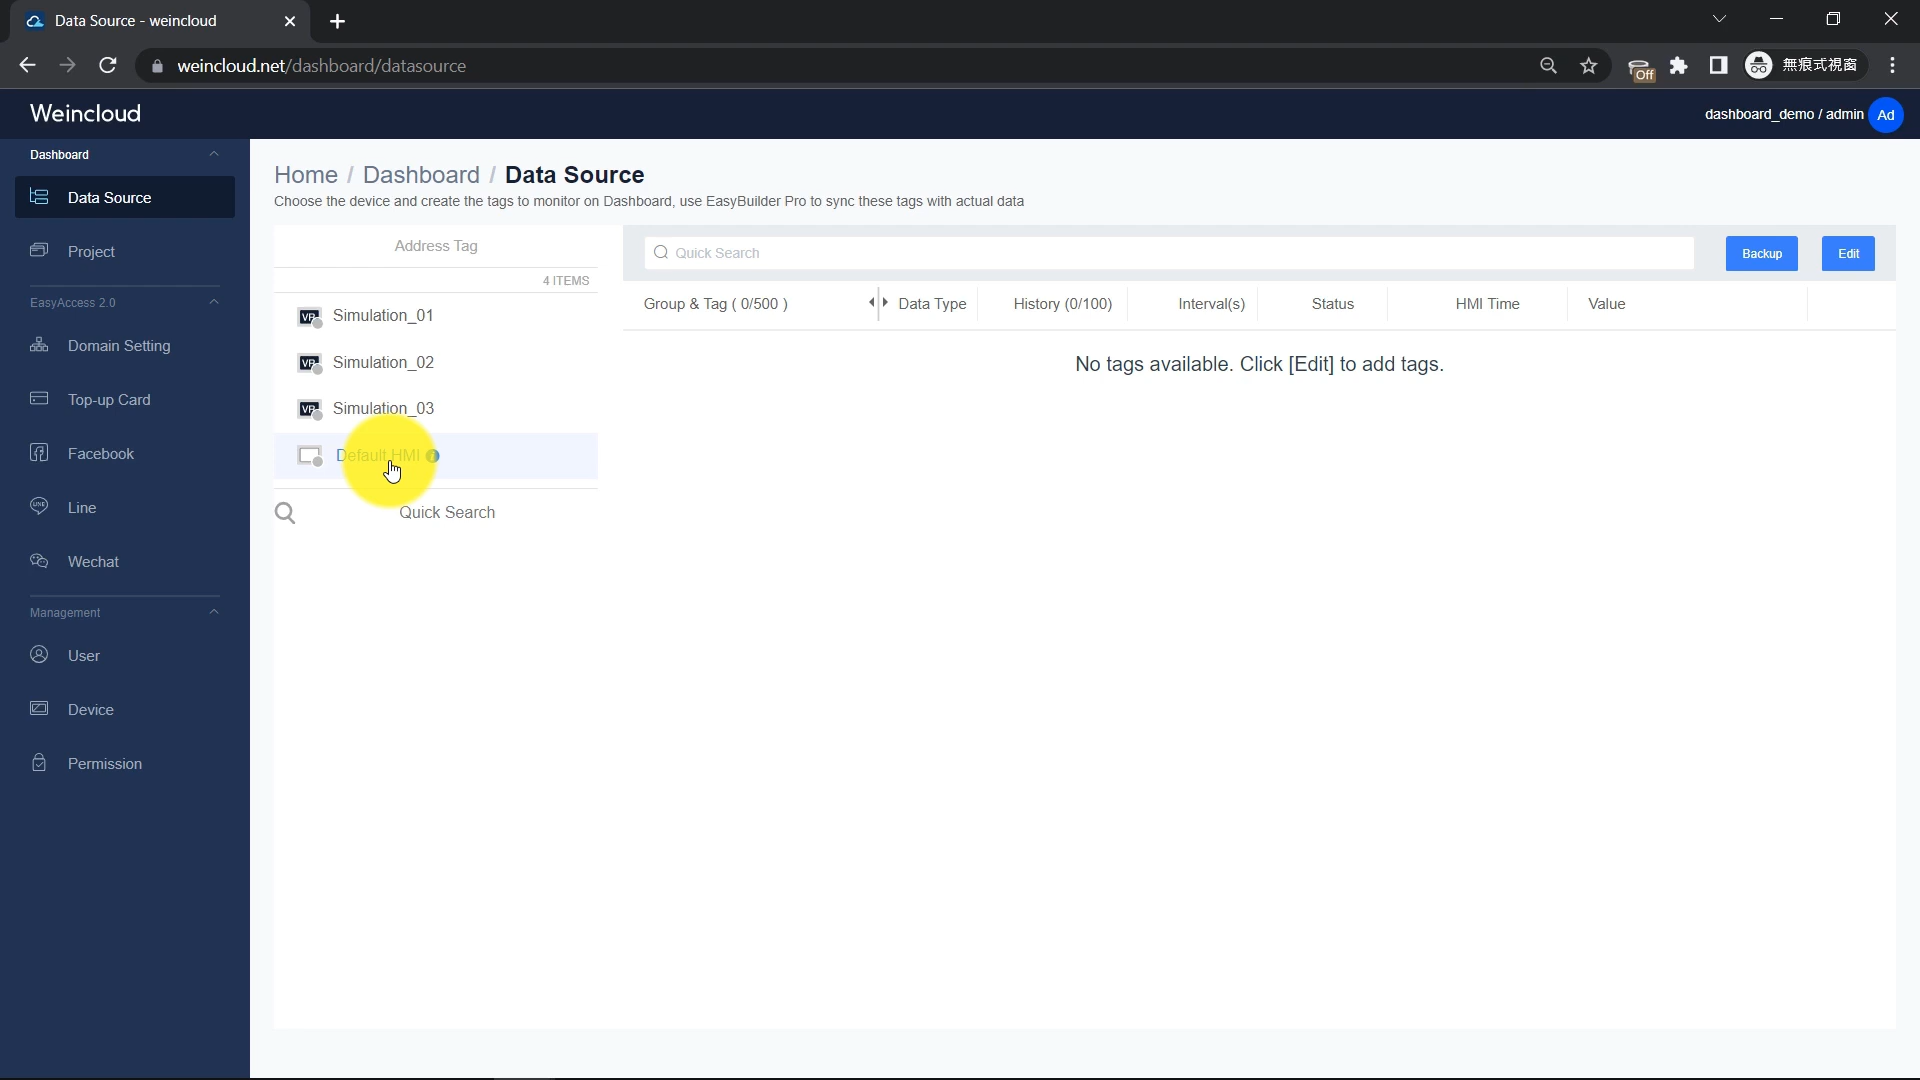 Data Source - weincloud
weincloud.net/dashboard/datasource
Off
無痕式視窗
Weincloud
dashboard_demo / admin
Ad
Dashboard
Data Source
Project
EasyAccess 2.0
Domain Setting
Top-up Card
Facebook
Line
Wechat
Management
User
Device
Permission
Home / Dashboard / Data Source
Choose the device and create the tags to monitor on Dashboard, use EasyBuilder Pro to sync these tags with actual data
Address Tag
4 ITEMS
VR Simulation_01
VR Simulation_02
VR Simulation_03
Default HMI
Quick Search
Quick Search
Backup
Edit
Group & Tag ( 0/500 )
Data Type
History (0/100)
Interval(s)
Status
HMI Time
Value
No tags available. Click [Edit] to add tags.